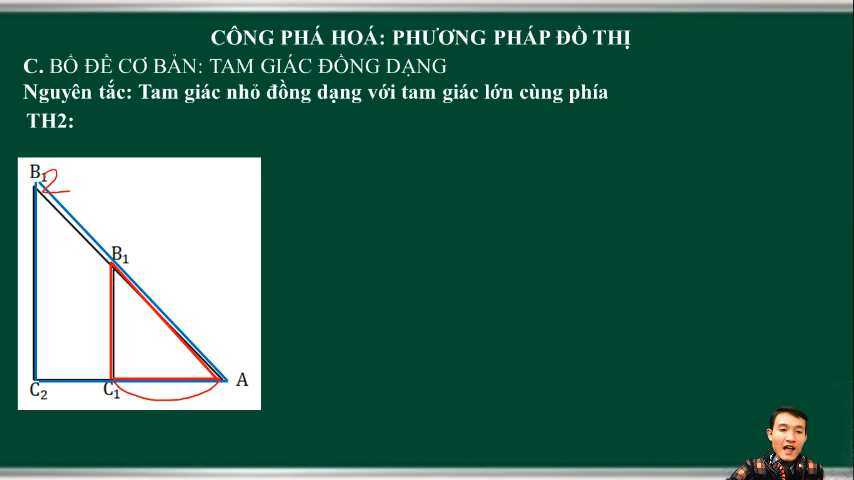 CÔNG PHÁ HOÁ: PHƯƠNG PHÁP ĐỒ THỊ
C. BỔ ĐỀ CƠ BẢN: TAM GIÁC ĐỒNG DẠNG
Nguyên tắc: Tam giác nhỏ đồng dạng với tam giác lớn cùng phía
TH2:
B₁ 2
B₁
C₂ C₁ A